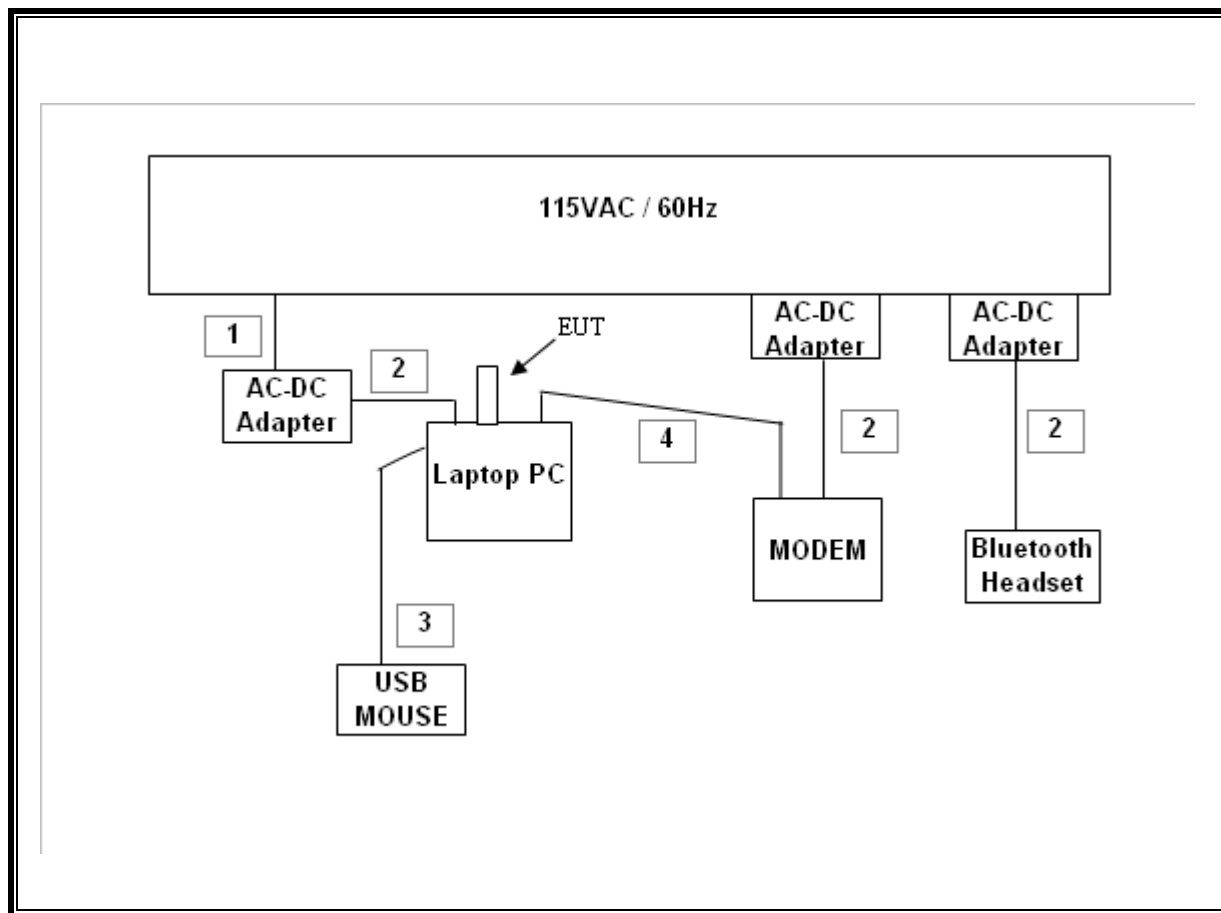 115VAC / 60Hz
1
AC-DC
Adapter
2
EUT
Laptop PC
4
AC-DC
Adapter
2
MODEM
AC-DC
Adapter
2
Bluetooth
Headset
3
USB
MOUSE